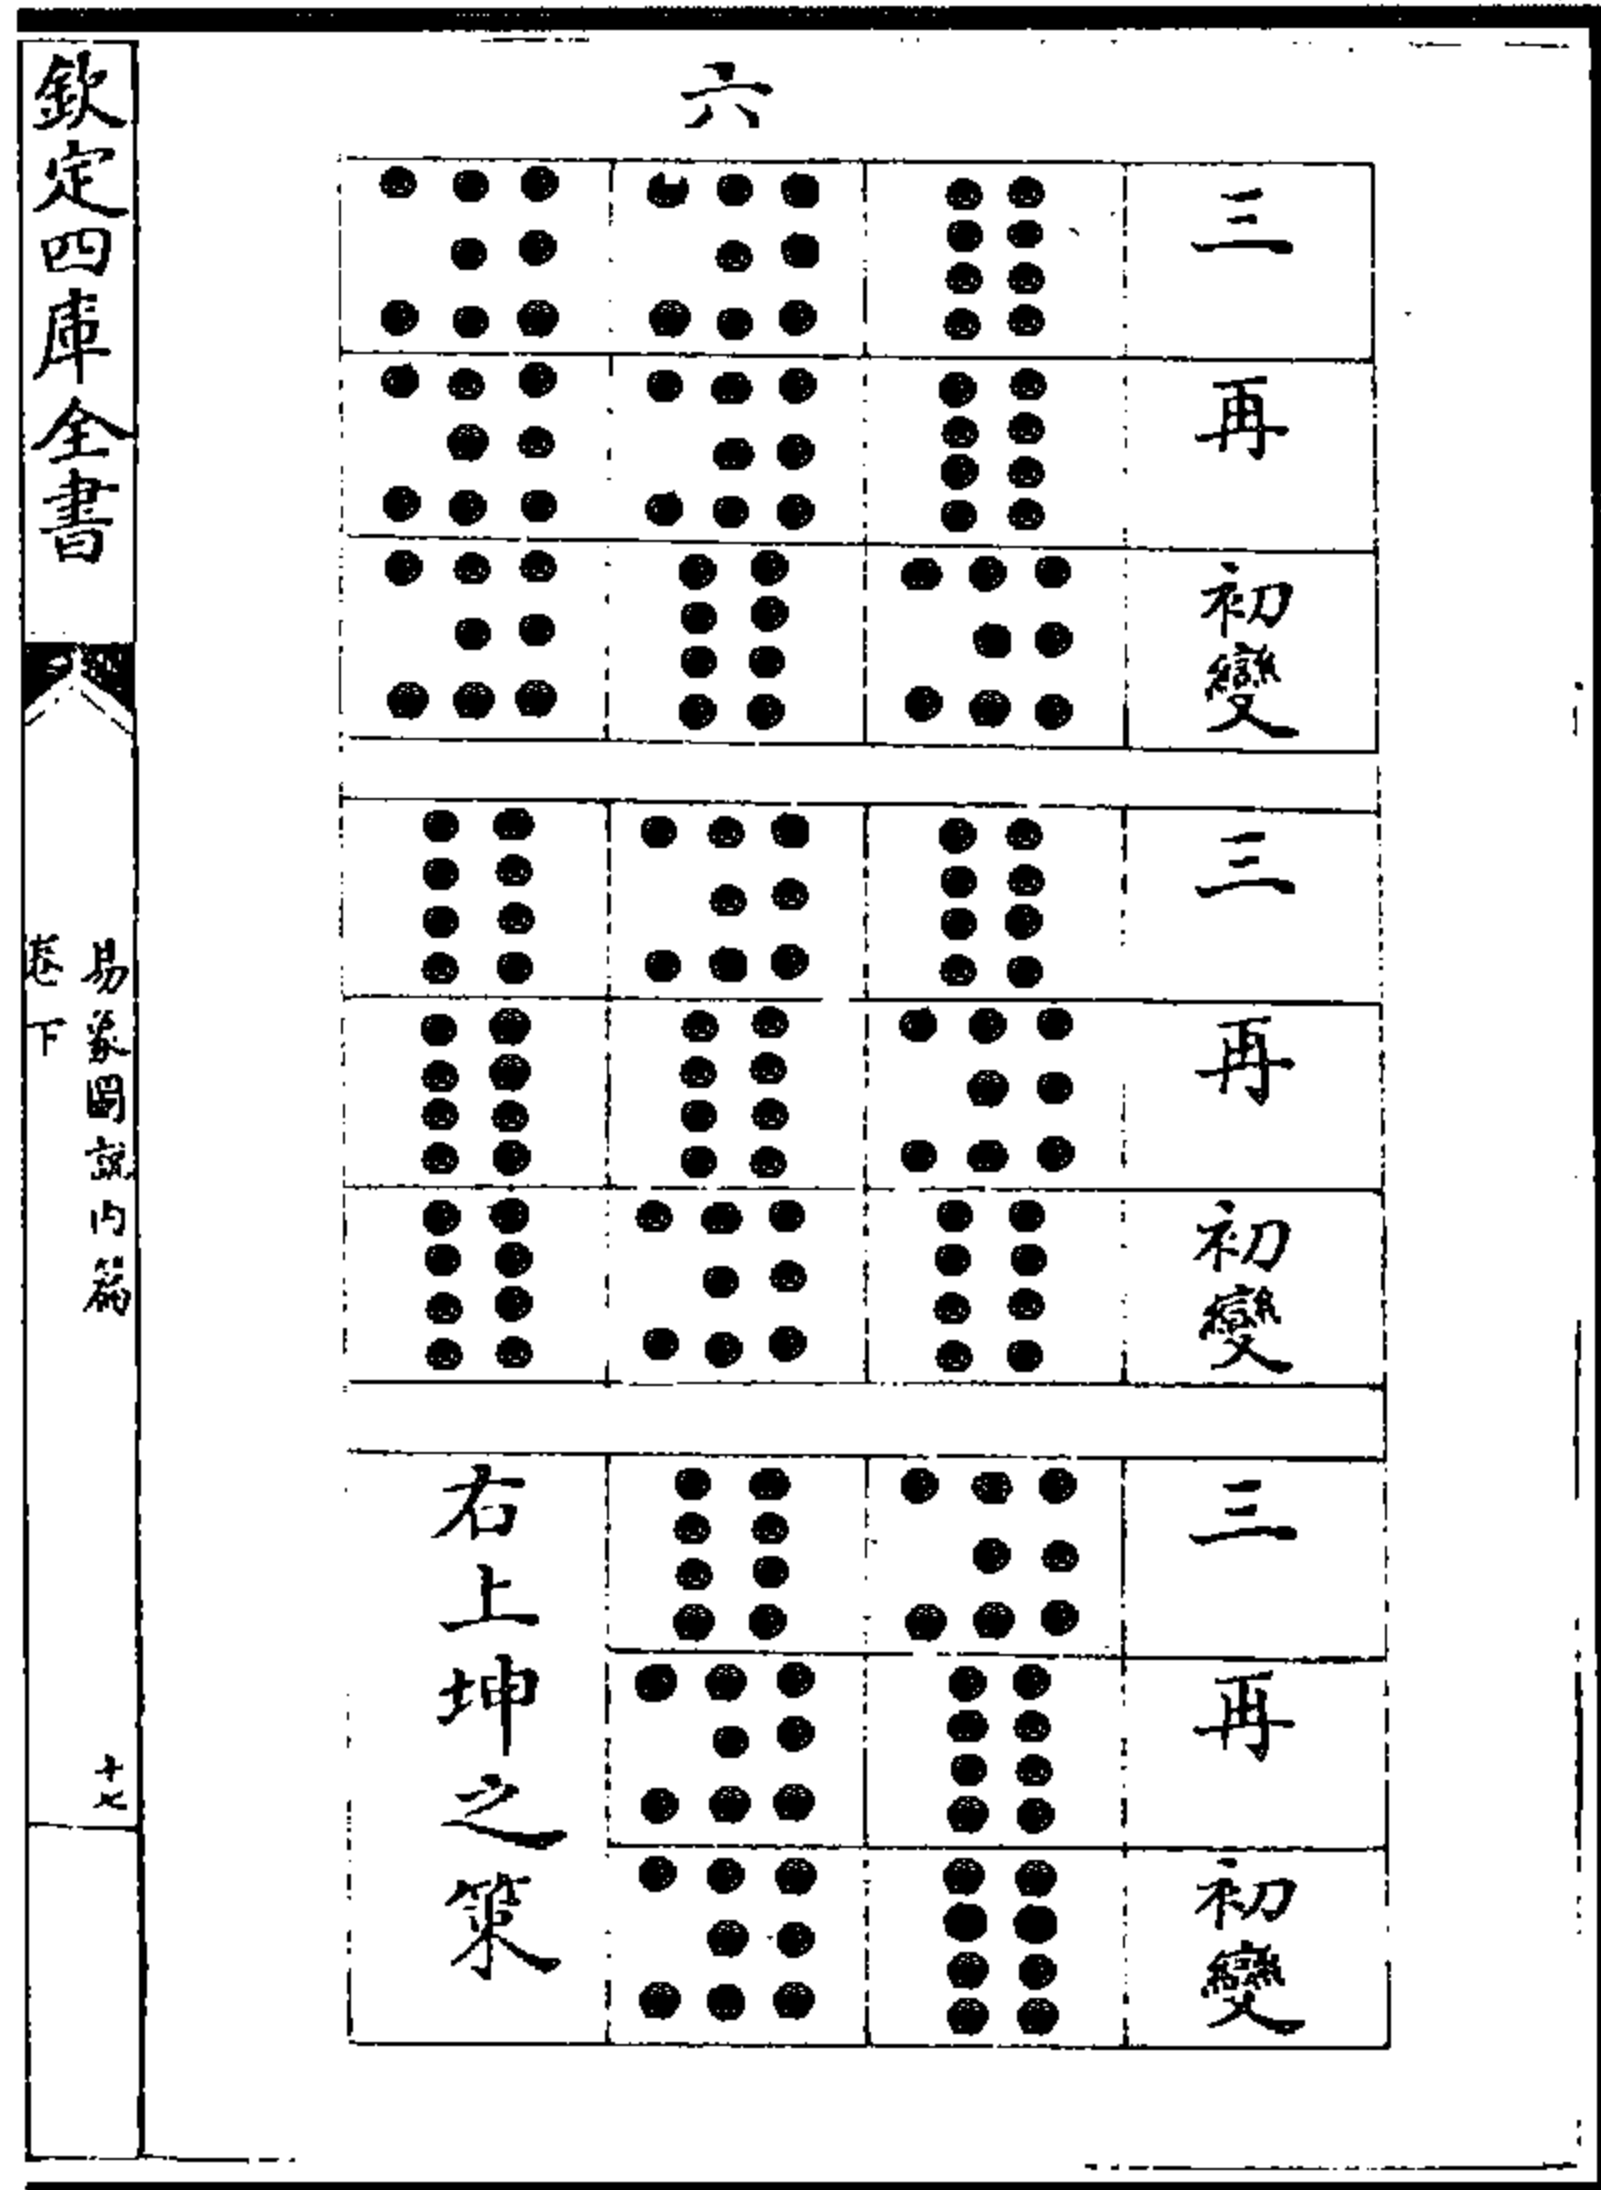 六
三
再
初變
三
再
初變
三
再
初變
右上坤之策
欽定四庫全書
易象圖說內篇
卷下
十七